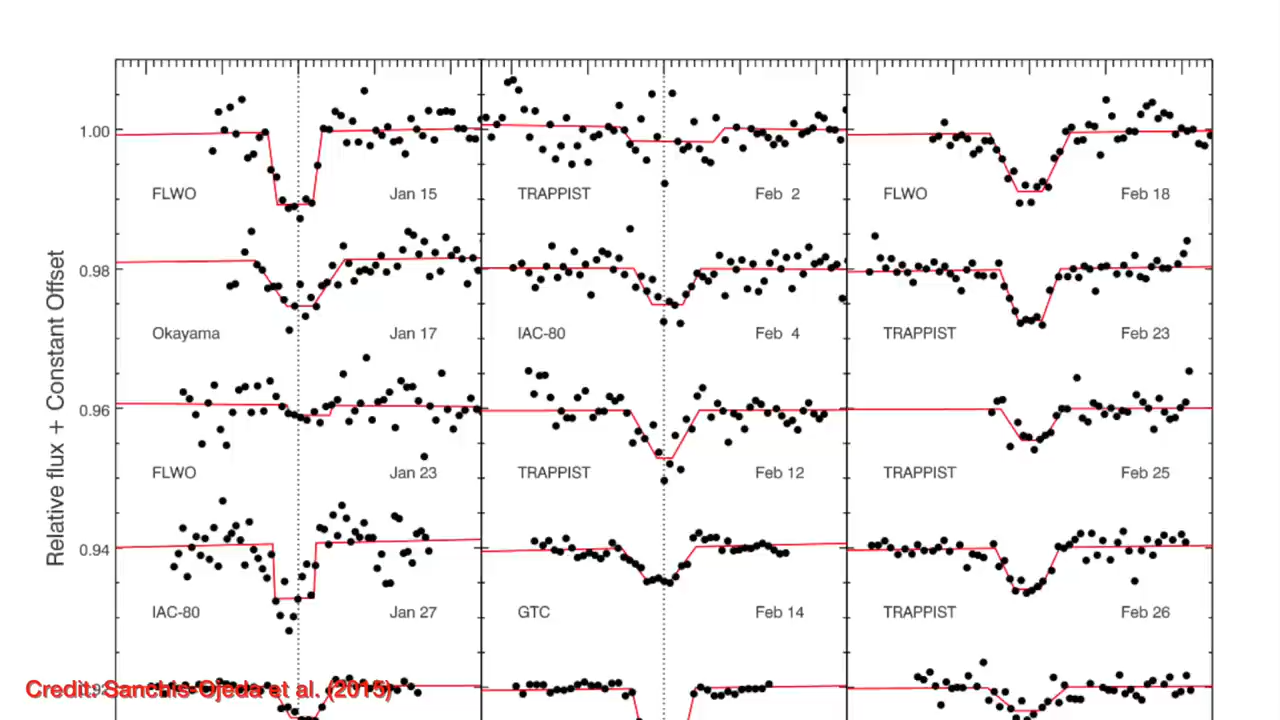 1.00
FLWO Jan 15 TRAPPIST Feb 2 FLWO Feb 18
0.98
Okayama Jan 17 IAC-80 Feb 4 TRAPPIST Feb 23
0.96
FLWO Jan 23 TRAPPIST Feb 12 TRAPPIST Feb 25
0.94
IAC-80 Jan 27 GTC Feb 14 TRAPPIST Feb 26
Relative flux + Constant Offset
Credit: Sanchis-Ojeda et al. (2015)